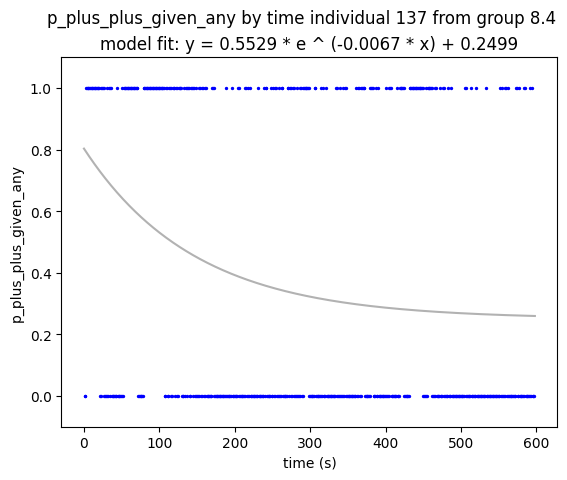 p_plus_plus_given_any by time individual 137 from group 8.4
model fit: y = 0.5529 * e ^ (-0.0067 * x) + 0.2499
1.0
0.8
0.6
0.4
0.2
0.0
p_plus_plus_given_any
0 100 200 300 400 500 600
time (s)